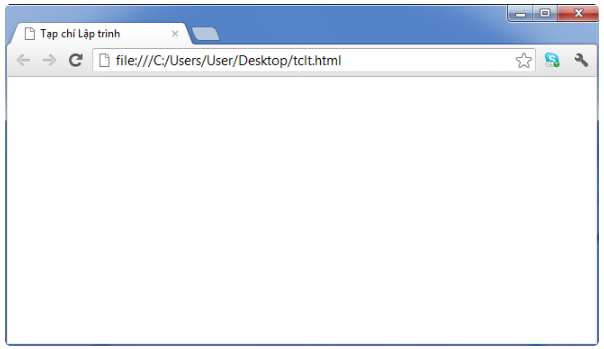 Tạp chí Lập trình
file:///C:/Users/User/Desktop/tclt.html